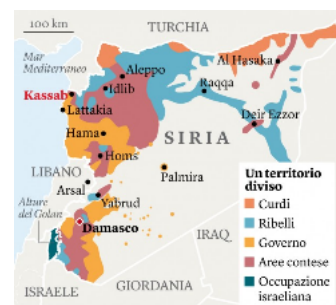 100 km
TURCHIA
Mar
Mediterraneo
Al Hasaka
Aleppo
Kassab
Idlib
Raqqa
Lattakia
Deir Ezzor
Hama
SIRIA
Homs
LIBANO
Palmira
Arsal
Yabrud
Alture
del Golan
Damasco
IRAQ
ISRAELE
GIORDANIA
Un territorio
diviso
Curdi
Ribelli
Governo
Aree contese
Occupazione
israeliana